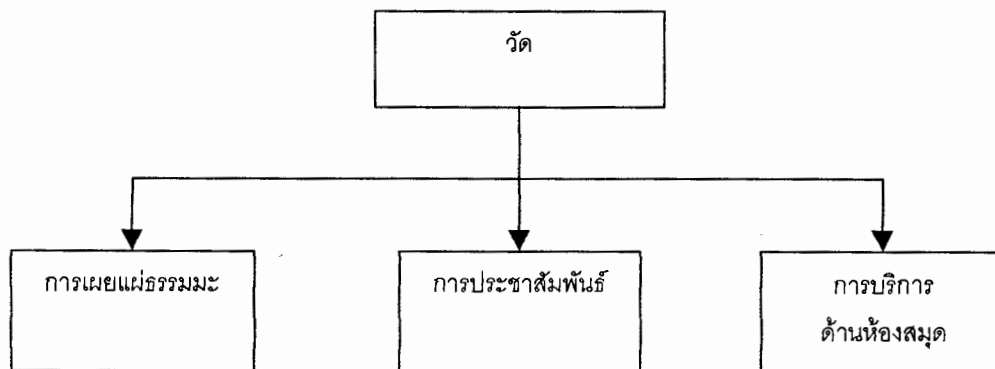 วัด
การเผยแผ่ธรรมมะ
การประชาสัมพันธ์
การบริการ
ด้านห้องสมุด